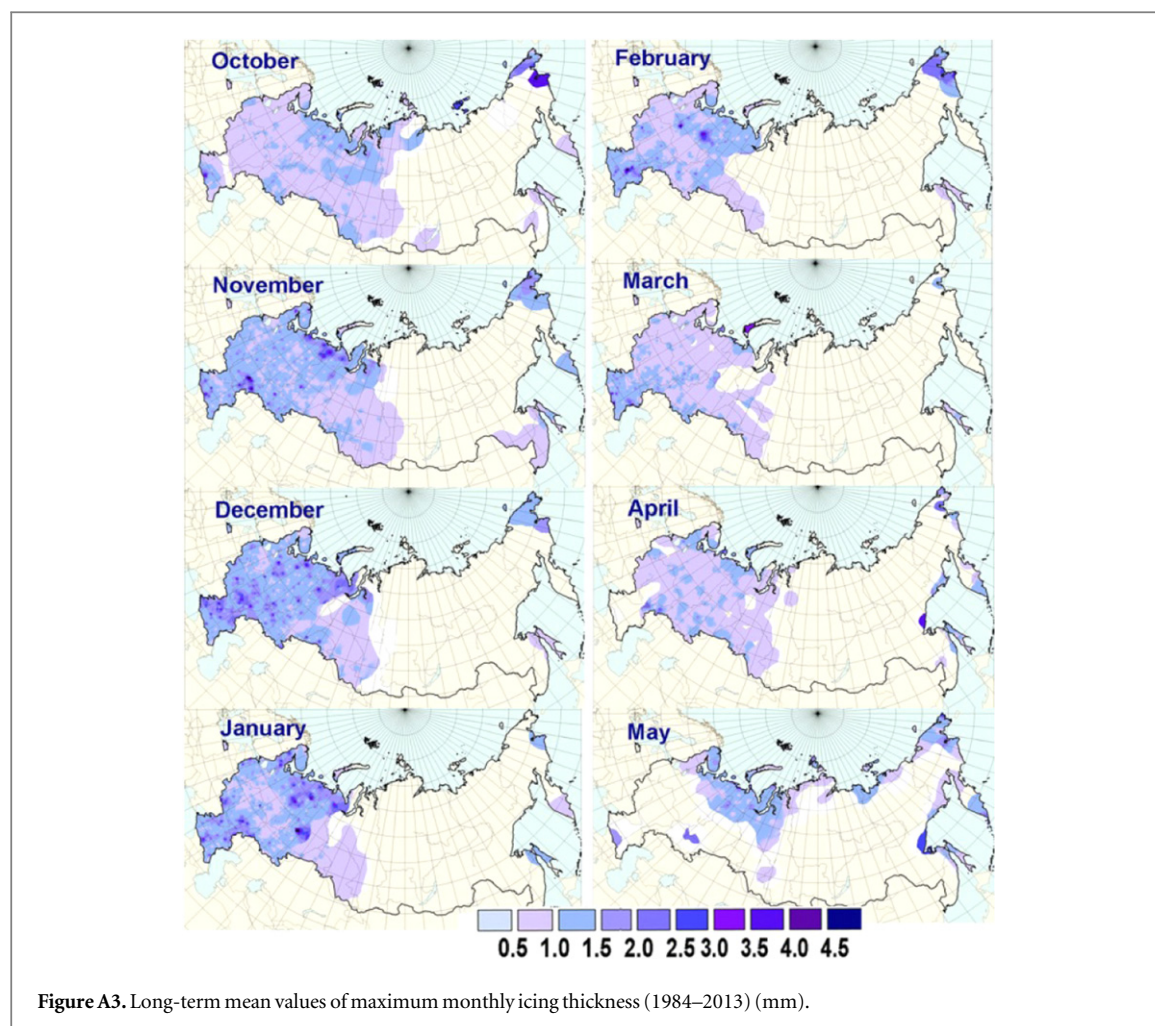 October
February
November
March
December
April
January
May
0.5 1.0 1.5 2.0 2.5 3.0 3.5 4.0 4.5
Figure A3. Long-term mean values of maximum monthly icing thickness (1984–2013) (mm).